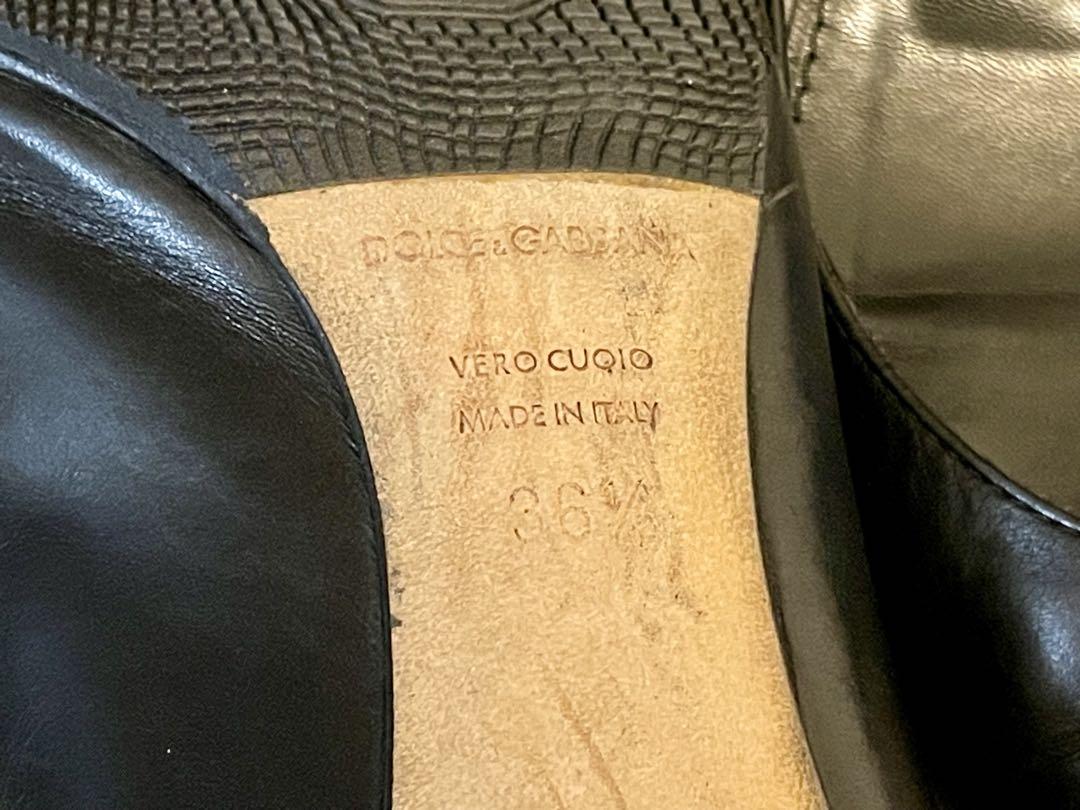 DOLCE&GABBANA
VERO CUOIO
MADE IN ITALY
36½